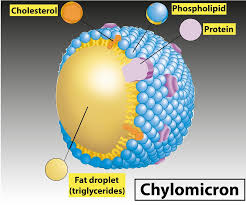 Cholesterol
Phospholipid
Protein
Fat droplet
(triglycerides)
Chylomicron